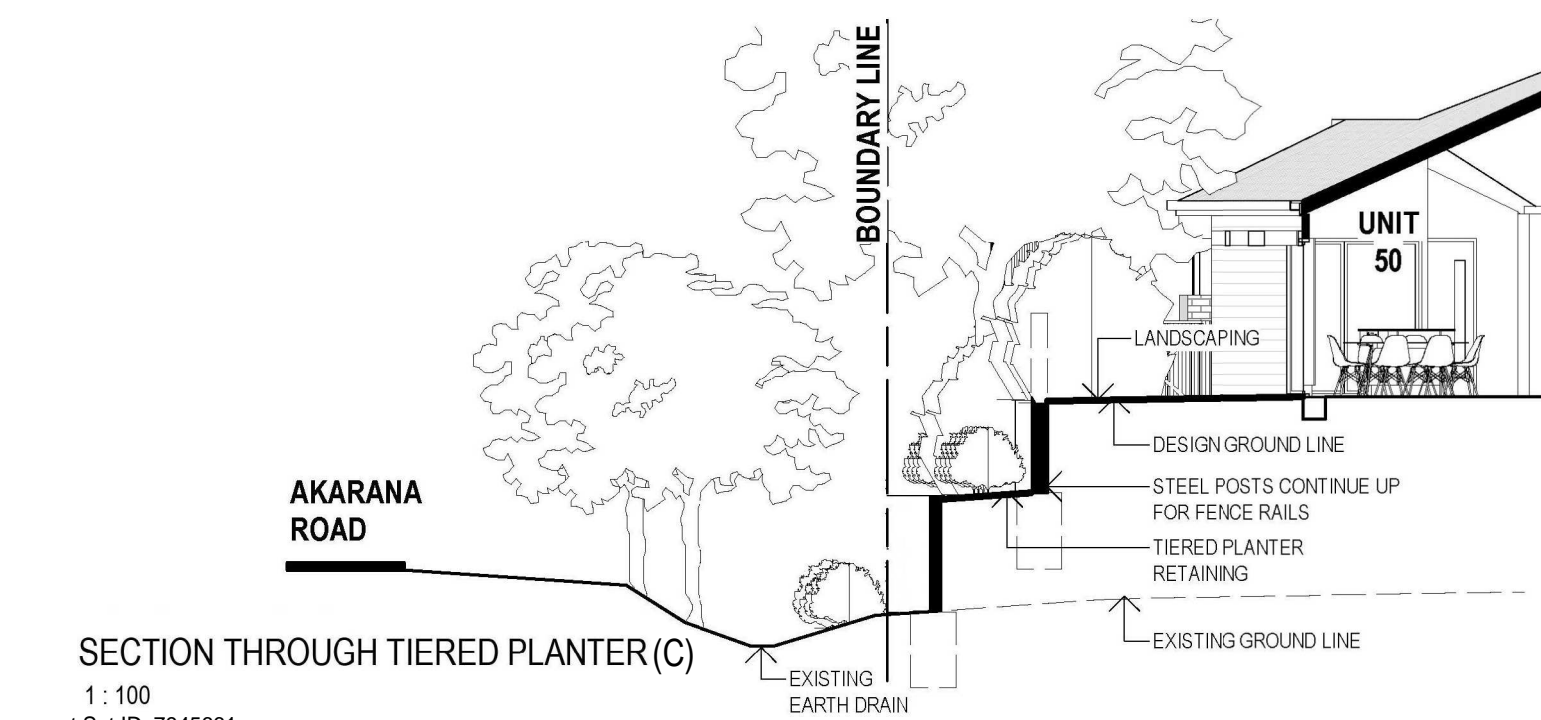 BOUNDARY LINE
UNIT
50
LANDSCAPING
DESIGN GROUND LINE
STEEL POSTS CONTINUE UP
FOR FENCE RAILS
TIERED PLANTER
RETAINING
EXISTING GROUND LINE
AKARANA
ROAD
EXISTING
EARTH DRAIN
SECTION THROUGH TIERED PLANTER (C)
1 : 100